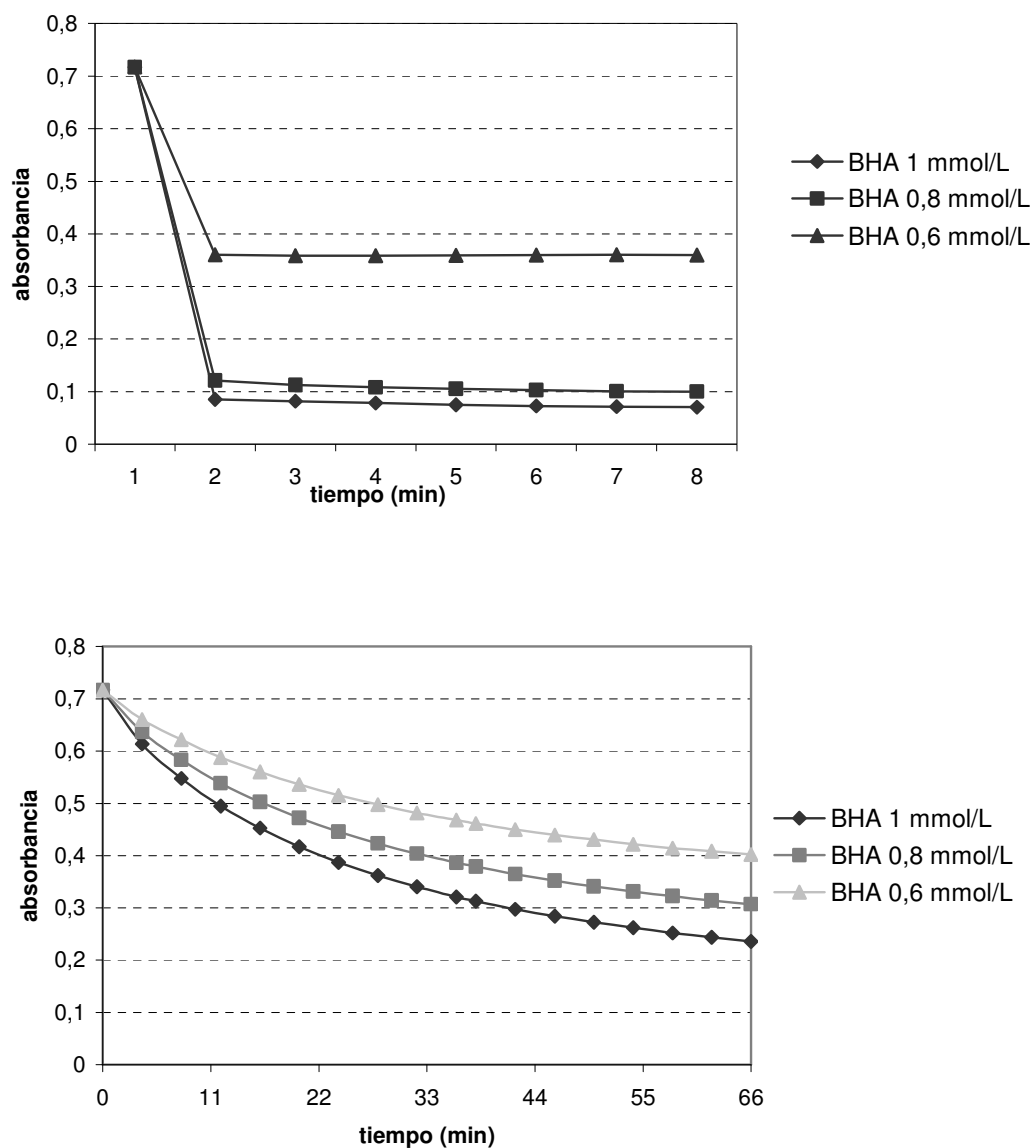 0,8
0,7
0,6
0,5
0,4
0,3
0,2
0,1
0
absorbancia
1 2 3 4 5 6 7 8
tiempo (min)
BHA 1 mmol/L
BHA 0,8 mmol/L
BHA 0,6 mmol/L
0,8
0,7
0,6
0,5
0,4
0,3
0,2
0,1
0
absorbancia
0 11 22 33 44 55 66
tiempo (min)
BHA 1 mmol/L
BHA 0,8 mmol/L
BHA 0,6 mmol/L